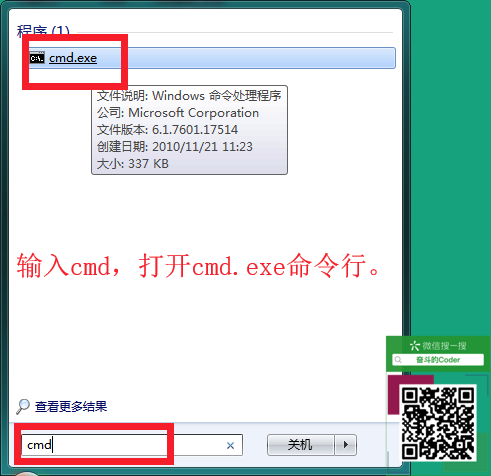 程序 (1)
C:\.
cmd.exe
文件说明: Windows 命令处理程序
公司: Microsoft Corporation
文件版本: 6.1.7601.17514
创建日期: 2010/11/21 11:23
大小: 337 KB
输入cmd，打开cmd.exe命令行。
微信搜一搜
奋斗的Coder
查看更多结果
cmd
关机